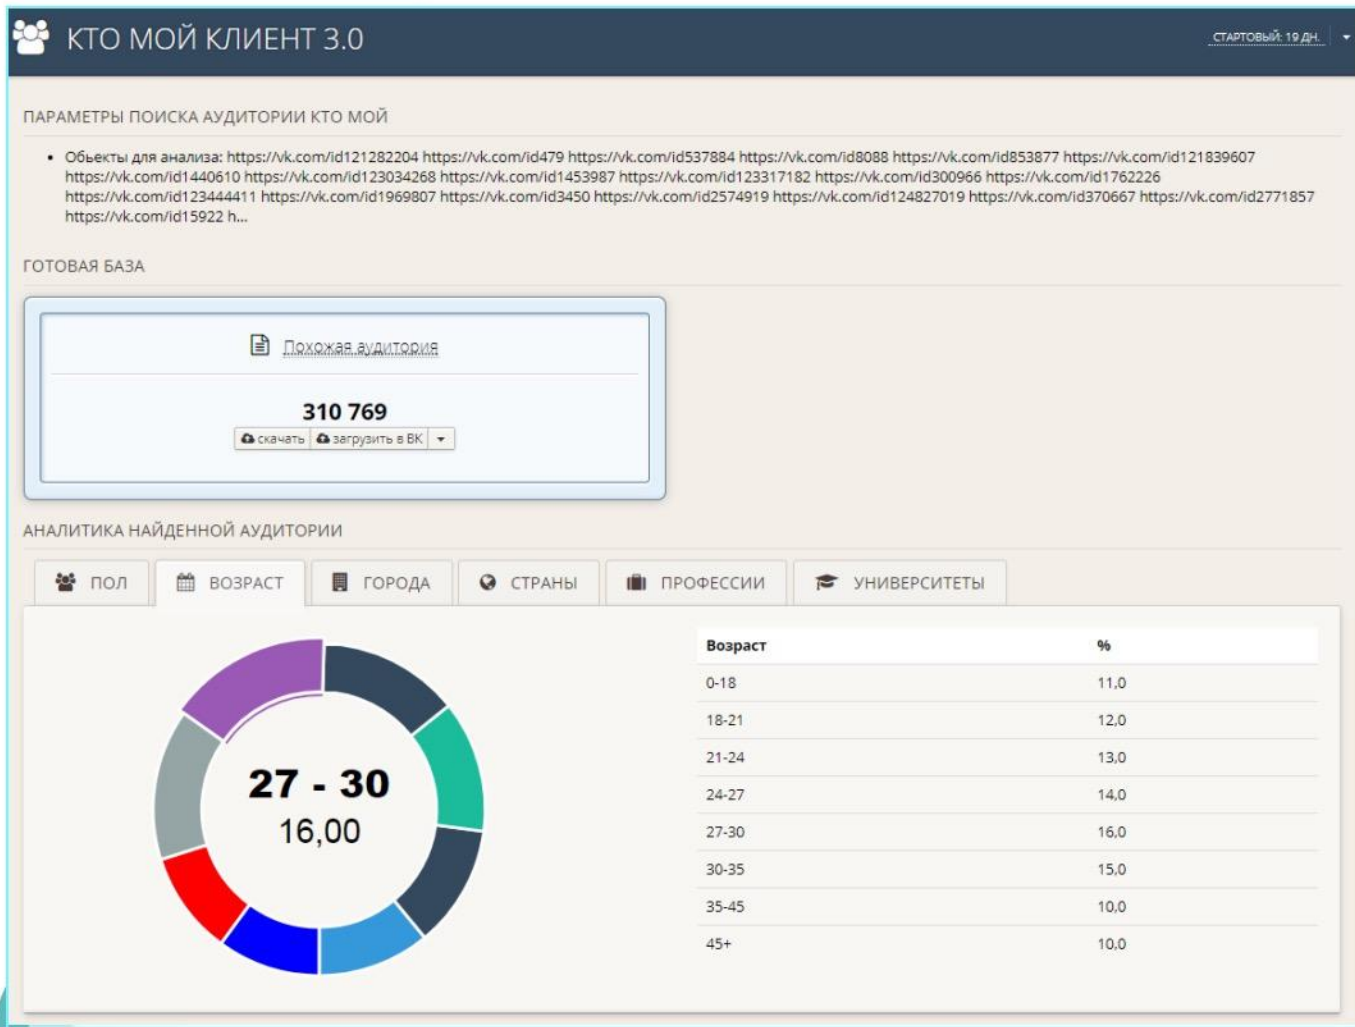 КТО МОЙ КЛИЕНТ 3.0
СТАРТОВЫЙ: 19 ДН.
ПАРАМЕТРЫ ПОИСКА АУДИТОРИИ КТО МОЙ
• Обьекты для анализа: https://vk.com/id121282204 https://vk.com/id479 https://vk.com/id537884 https://vk.com/id8088 https://vk.com/id853877 https://vk.com/id121839607
https://vk.com/id1440610 https://vk.com/id123034268 https://vk.com/id1453987 https://vk.com/id123317182 https://vk.com/id300966 https://vk.com/id1762226
https://vk.com/id123444411 https://vk.com/id1969807 https://vk.com/id3450 https://vk.com/id2574919 https://vk.com/id124827019 https://vk.com/id370667 https://vk.com/id2771857
https://vk.com/id15922 h...
ГОТОВАЯ БАЗА
Похожая аудитория
310 769
скачать загрузить в ВК
АНАЛИТИКА НАЙДЕННОЙ АУДИТОРИИ
ПОЛ ВОЗРАСТ ГОРОДА СТРАНЫ ПРОФЕССИИ УНИВЕРСИТЕТЫ
27 - 30
16,00
Возраст %
0-18 11,0
18-21 12,0
21-24 13,0
24-27 14,0
27-30 16,0
30-35 15,0
35-45 10,0
45+ 10,0